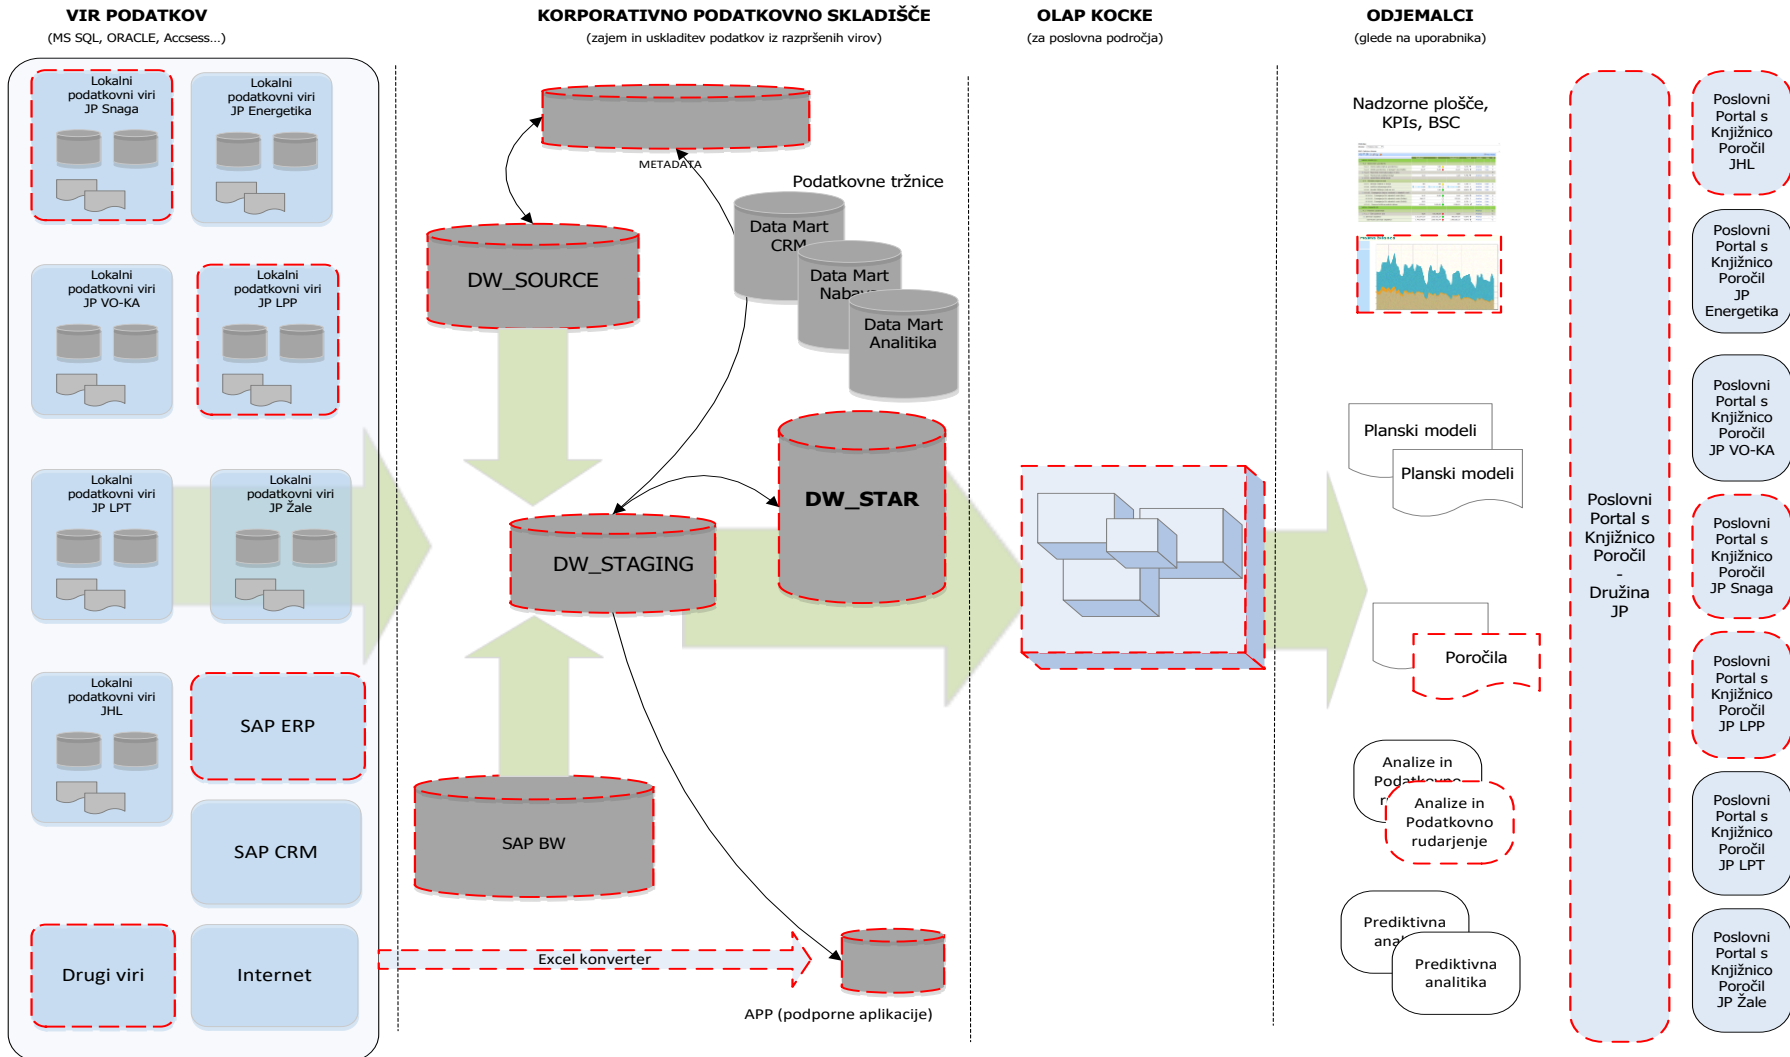 VIR PODATKOV
(MS SQL, ORACLE, Accsess...)
KORPORATIVNO PODATKOVNO SKLADIŠČE
(zajem in uskladitev podatkov iz razpršenih virov)
OLAP KOCKE
(za poslovna področja)
ODJEMALCI
(glede na uporabnika)
Lokalni
podatkovni viri
JP Snaga
Lokalni
podatkovni viri
JP Energetika
Lokalni
podatkovni viri
JP VO-KA
Lokalni
podatkovni viri
JP LPP
Lokalni
podatkovni viri
JP LPT
Lokalni
podatkovni viri
JP Žale
Lokalni
podatkovni viri
JHL
SAP ERP
SAP CRM
Drugi viri
Internet
METADATA
Podatkovne tržnice
DW_SOURCE
Data Mart
CRM
Data Mart
Nabava
Data Mart
Analitika
DW_STAR
DW_STAGING
SAP BW
Excel konverter
APP (podporne aplikacije)
Nadzorne plošče,
KPIs, BSC
Planski modeli
Planski modeli
Poročila
Analize in
Podatkovno
Analize in
Podatkovno
rudarjenje
Prediktivna
Prediktivna
analitika
Poslovni
Portal s
Knjižnico
Poročil
-
Družina
JP
Poslovni
Portal s
Knjižnico
Poročil
JHL
Poslovni
Portal s
Knjižnico
Poročil
JP
Energetika
Poslovni
Portal s
Knjižnico
Poročil
JP VO-KA
Poslovni
Portal s
Knjižnico
Poročil
JP Snaga
Poslovni
Portal s
Knjižnico
Poročil
JP LPP
Poslovni
Portal s
Knjižnico
Poročil
JP LPT
Poslovni
Portal s
Knjižnico
Poročil
JP Žale